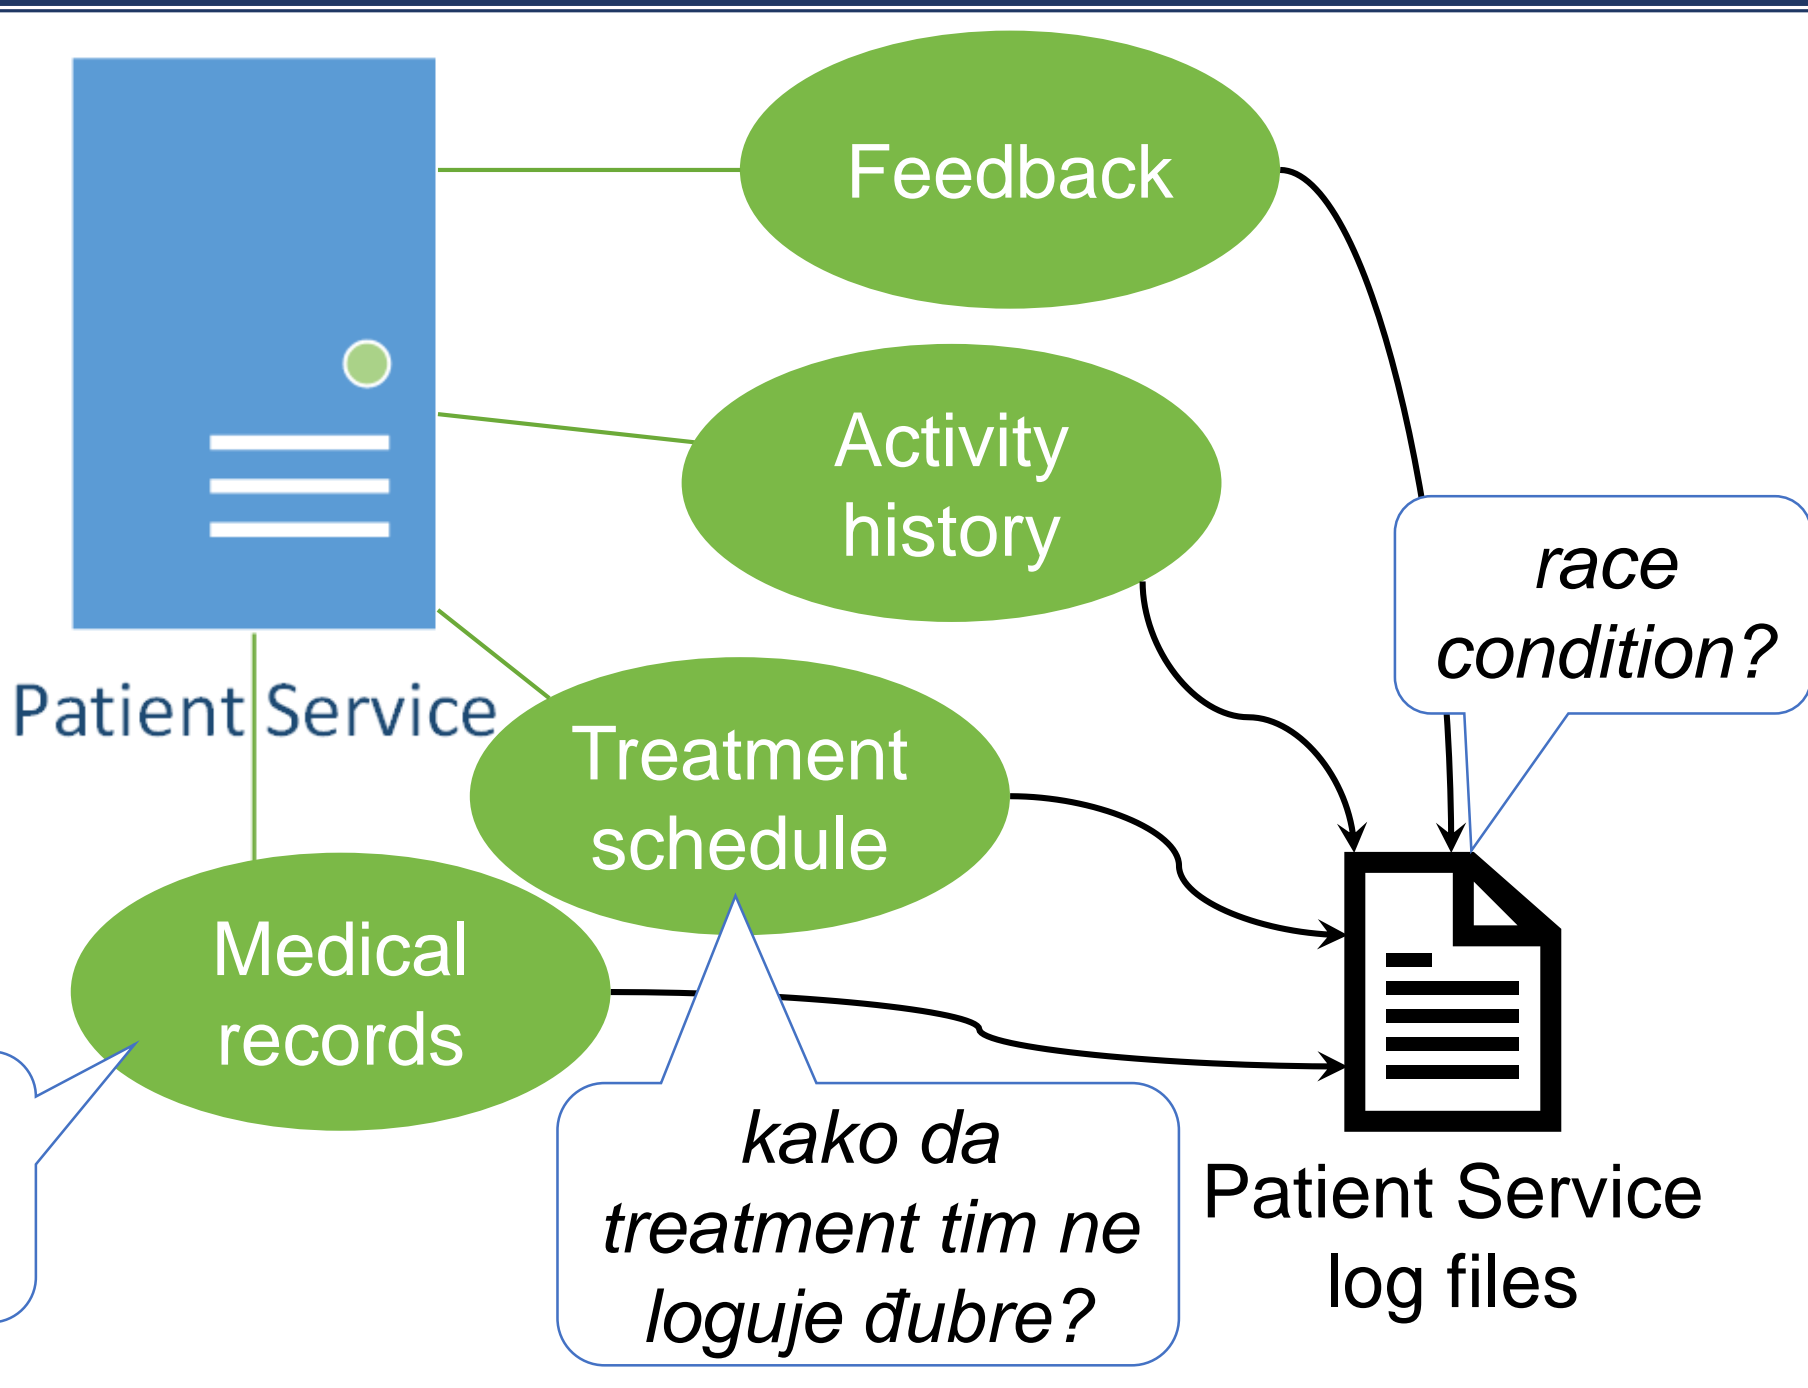 Feedback
Activity
history
race
condition?
Patient Service
Treatment
schedule
Medical
records
kako da
treatment tim ne
loguje đubre?
Patient Service
log files